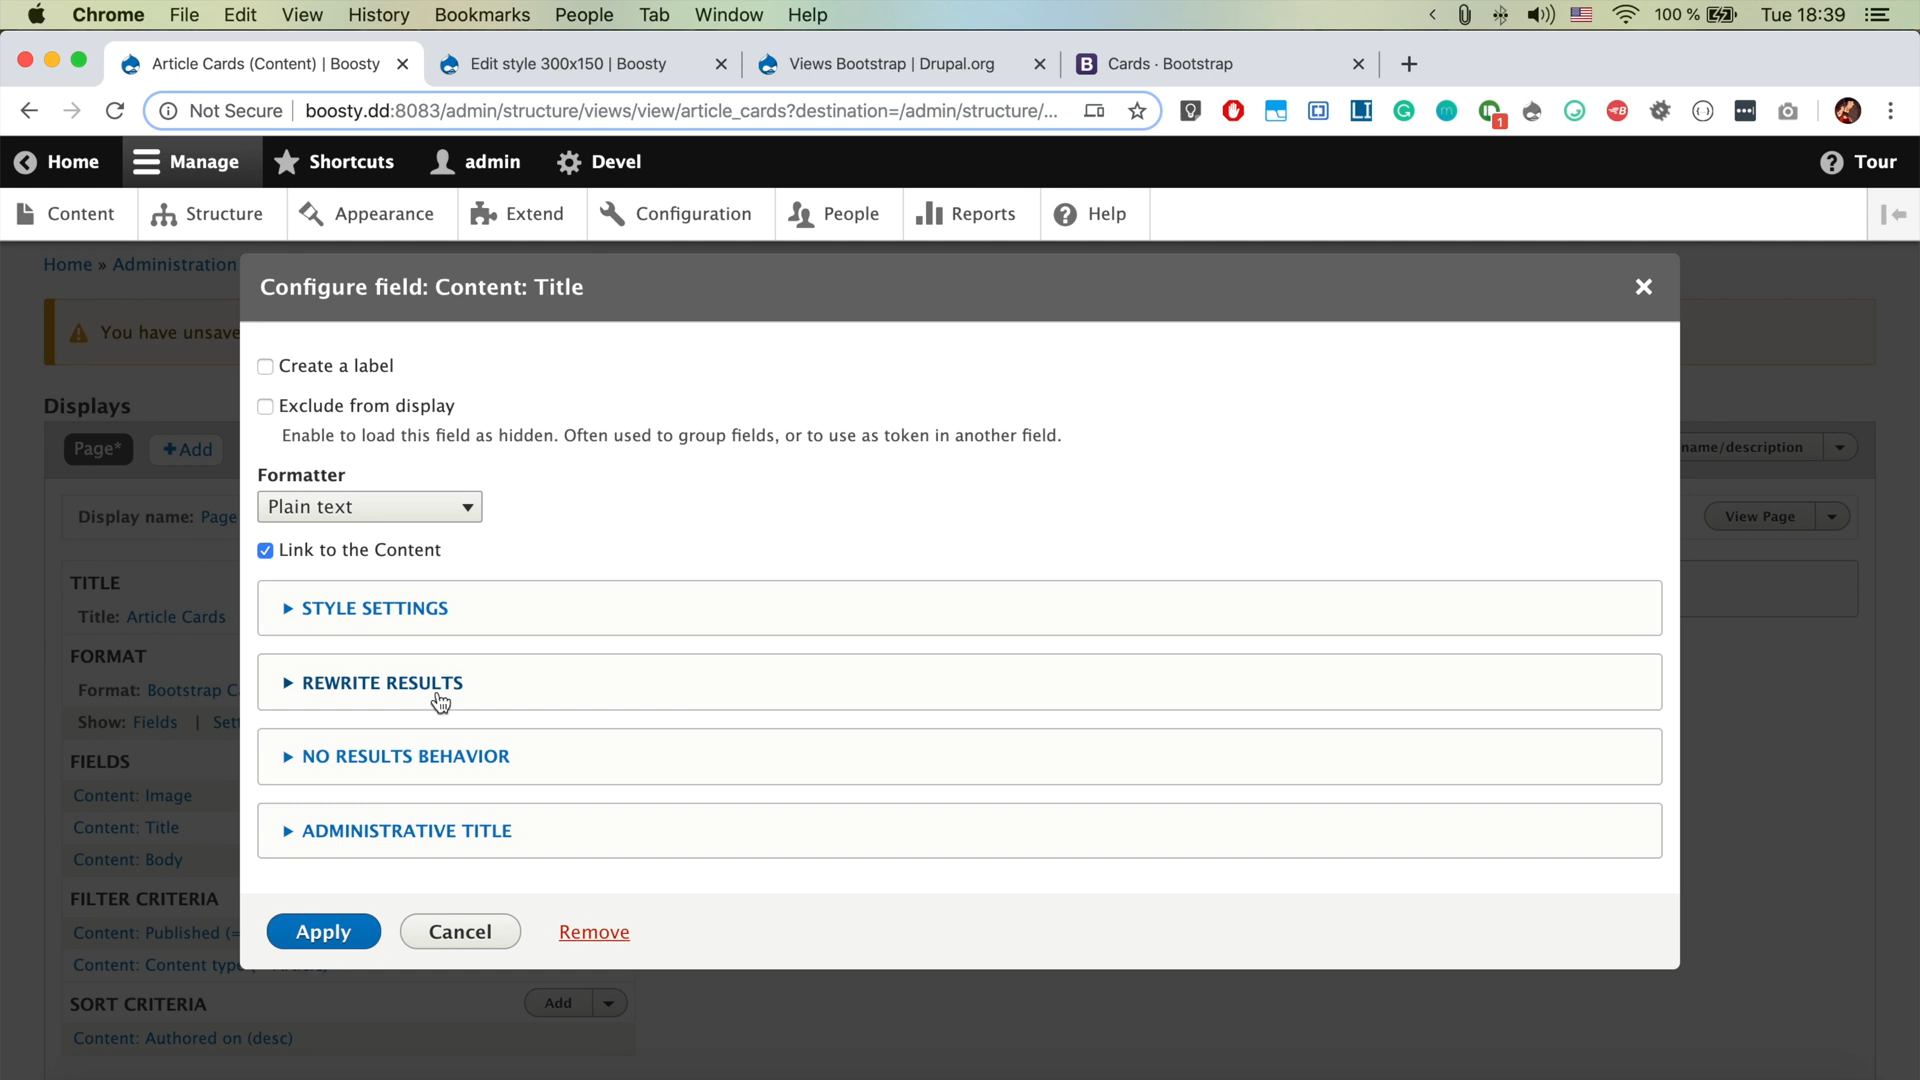 Chrome File Edit View History Bookmarks People Tab Window Help 100 % Tue 18:39
Article Cards (Content) | Boosty Edit style 300x150 | Boosty Views Bootstrap | Drupal.org B Cards · Bootstrap
Not Secure boosty.dd:8083/admin/structure/views/view/article_cards?destination=/admin/structure/... 1
Home Manage Shortcuts admin Devel Tour
Content Structure Appearance Extend Configuration People Reports Help
Home » Administration
Configure field: Content: Title
You have unsave
Create a label
Displays
Exclude from display
Enable to load this field as hidden. Often used to group fields, or to use as token in another field.
Page* Add
name/description
Formatter
Plain text
Display name: Page
View Page
Link to the Content
TITLE
STYLE SETTINGS
Title: Article Cards
FORMAT
REWRITE RESULTS
Format: Bootstrap Ca
Show: Fields | Sett
FIELDS
NO RESULTS BEHAVIOR
Content: Image
Content: Title
ADMINISTRATIVE TITLE
Content: Body
FILTER CRITERIA
Content: Published (=
Apply Cancel Remove
Content: Content type
SORT CRITERIA
Add
Content: Authored on (desc)